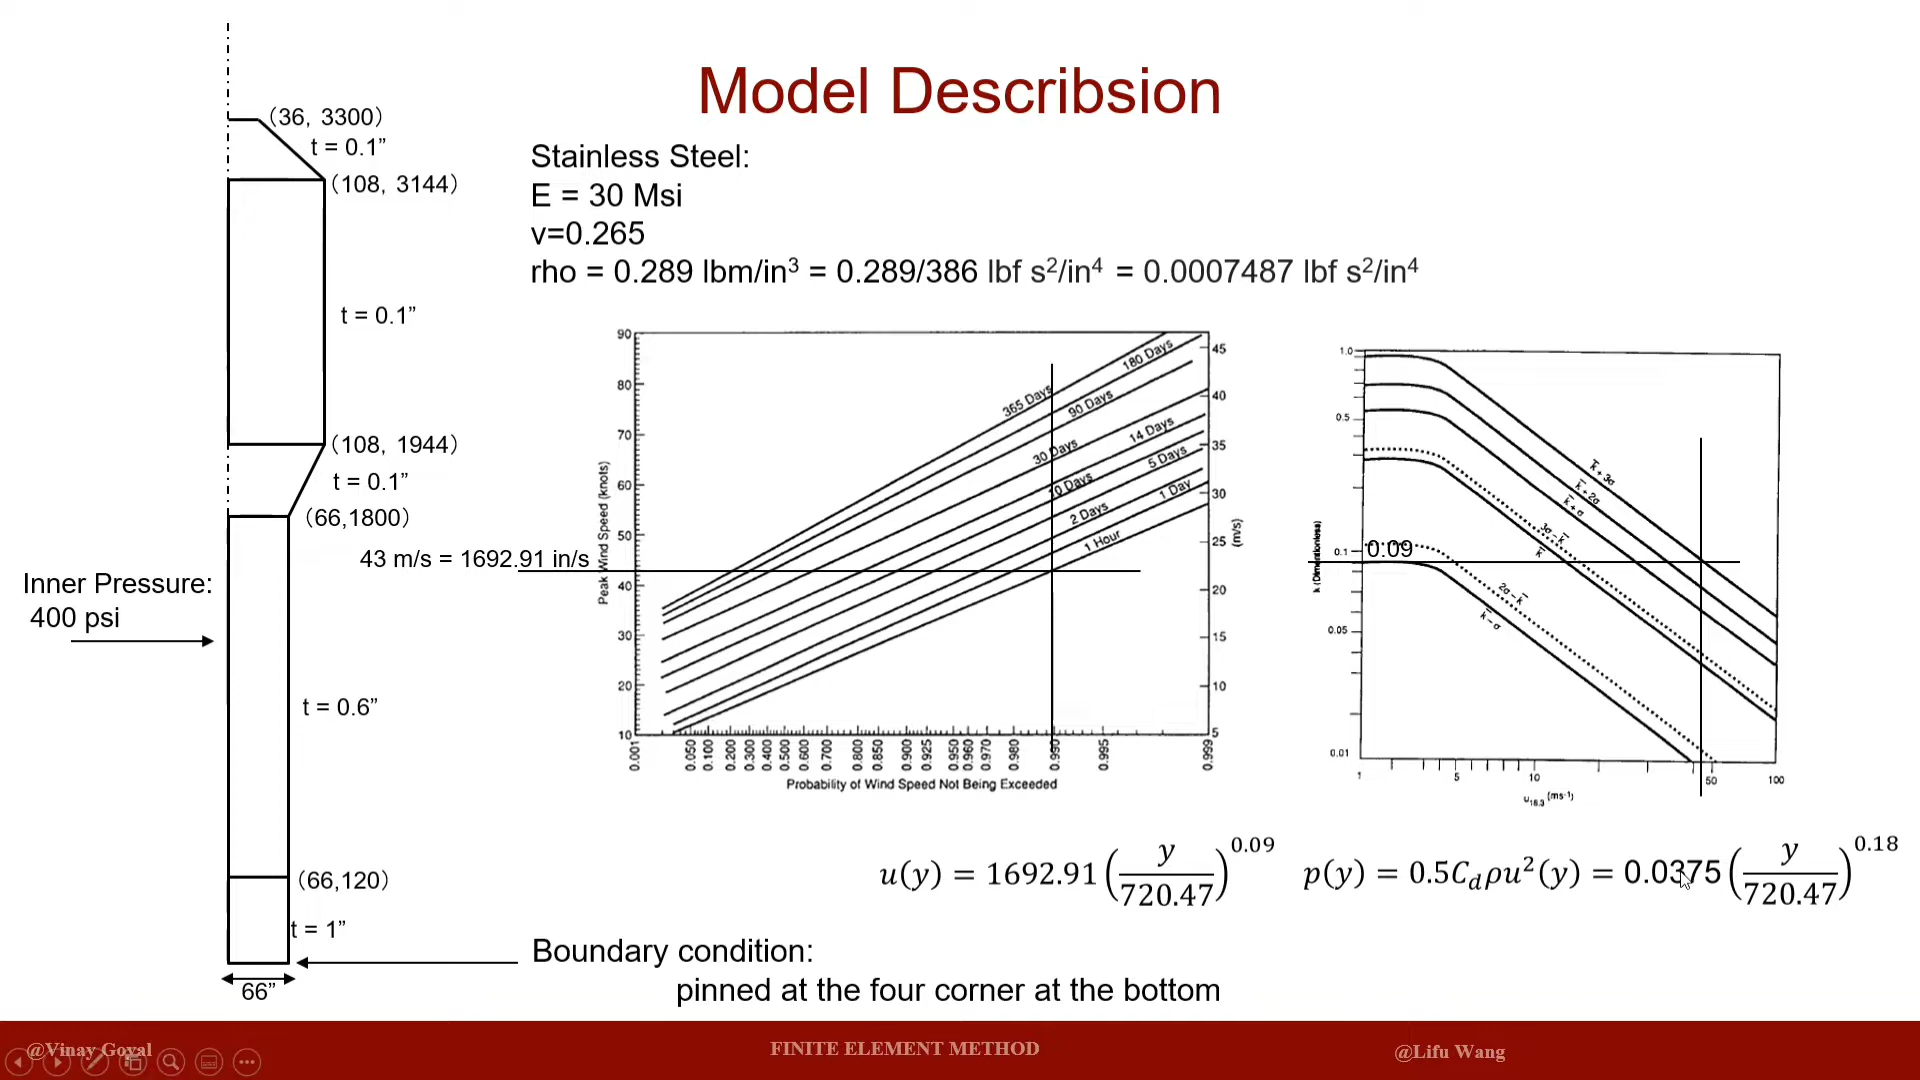 Model Describsion
(36, 3300)
t = 0.1”
(108, 3144)
t = 0.1”
(108, 1944)
t = 0.1”
(66,1800)
Inner Pressure:
400 psi
t = 0.6”
(66,120)
t = 1”
66”
Stainless Steel:
E = 30 Msi
v=0.265
rho = 0.289 lbm/in³ = 0.289/386 lbf s²/in⁴ = 0.0007487 lbf s²/in⁴
43 m/s = 1692.91 in/s
Peak Wind Speed (knots)
90
80
70
60
50
40
30
20
10
365 Days
180 Days
90 Days
30 Days
14 Days
10 Days
5 Days
2 Days
1 Day
1 Hour
45
40
35
30
25
20
15
10
5
(m/s)
0.001 0.050 0.100 0.200 0.300 0.400 0.500 0.600 0.700 0.800 0.850 0.900 0.925 0.950 0.960 0.970 0.980 0.990 0.995 0.999
Probability of Wind Speed Not Being Exceeded
k (Dimensionless)
1.0
0.5
0.1
0.05
0.01
0.09
k̅ + 3σ
k̅ + 2σ
k̅ + σ
3σ – k̅
k̅
2σ – k̅
k̅ – σ
1 5 10 50 100
u₁₈.₃ (ms⁻¹)
u(y) = 1692.91 (y/720.47)^0.09
p(y) = 0.5C_dρu²(y) = 0.0375 (y/720.47)^0.18
Boundary condition:
pinned at the four corner at the bottom
@Vinay Goyal
FINITE ELEMENT METHOD
@Lifu Wang